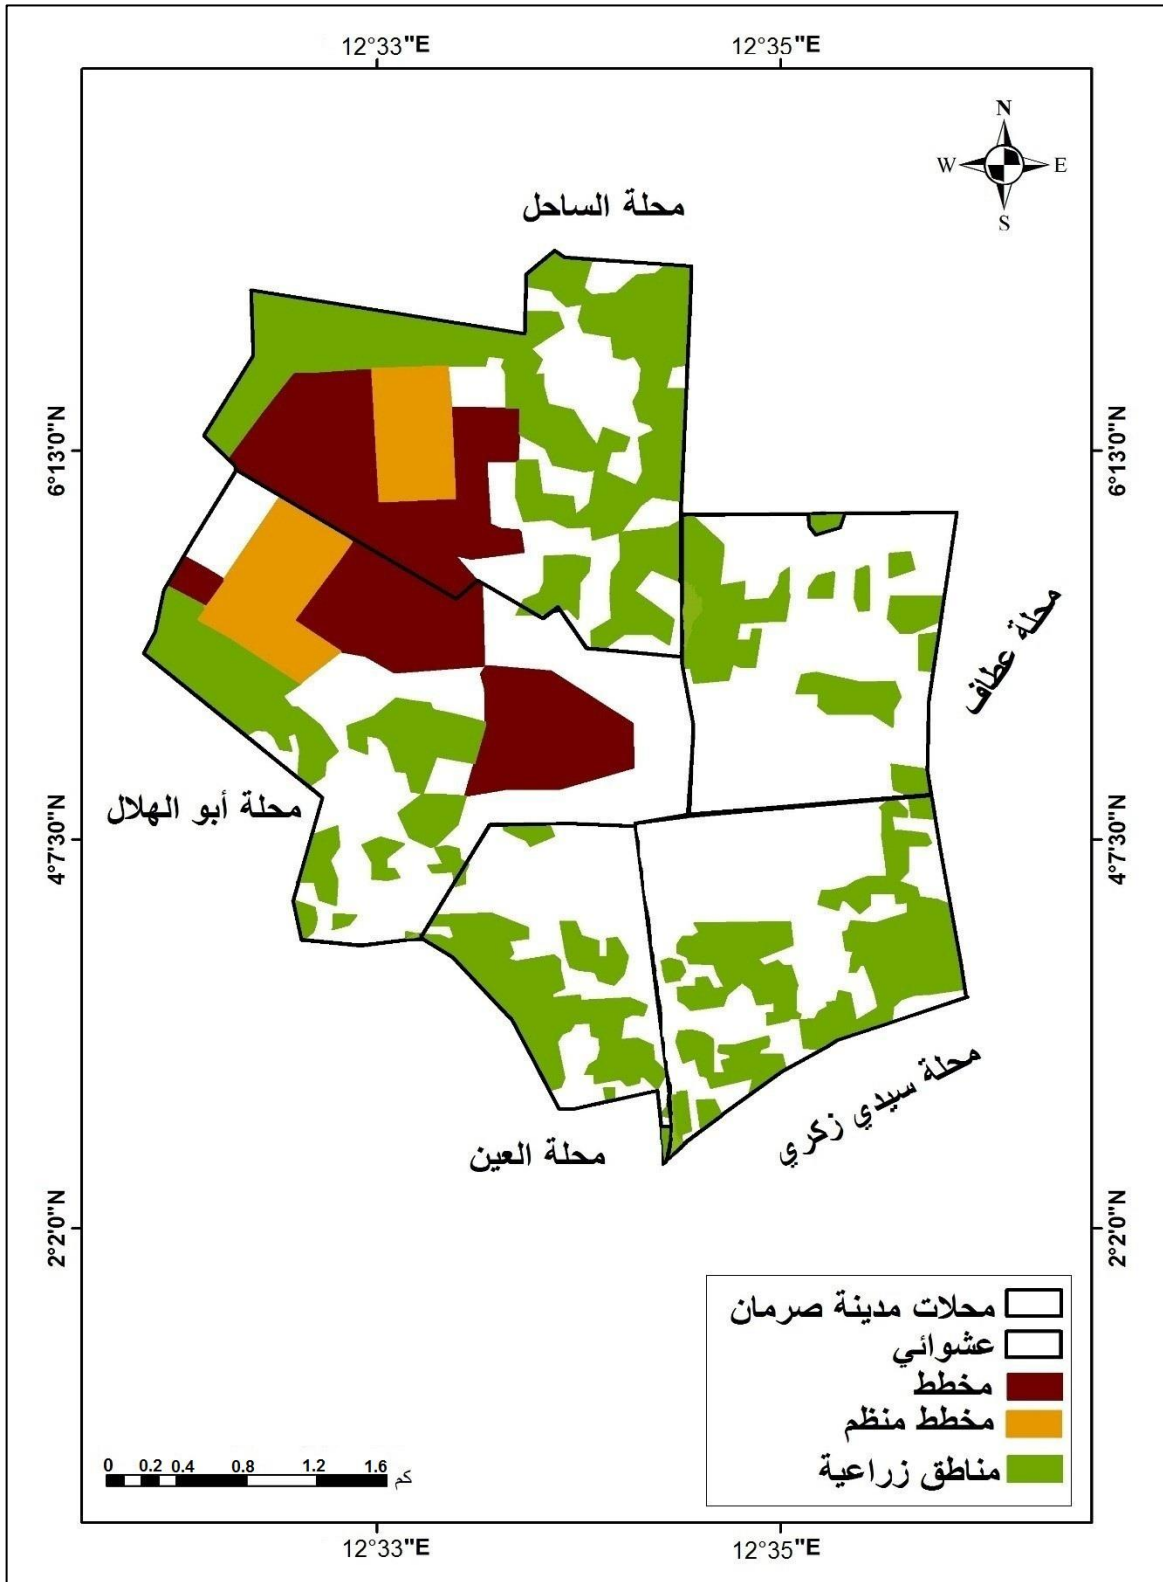 12°33"E
12°35"E
N
W
E
S
محلة الساحل
6°13'0"N
6°13'0"N
محلة عطاف
محلة أبو الهلال
4°7'30"N
4°7'30"N
محلة سيدي زكري
محلة العين
2°2'0"N
2°2'0"N
محلات مدينة صرمان
عشوائي
مخطط
مخطط منظم
مناطق زراعية
0 0.2 0.4 0.8 1.2 1.6 كم
12°33"E
12°35"E